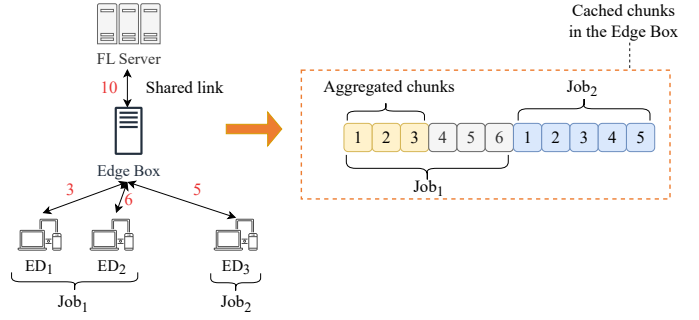 Cached chunks
in the Edge Box
FL Server
10
Shared link
Edge Box
3
6
5
ED1
ED2
ED3
Job1
Job2
Aggregated chunks
Job2
1 2 3 4 5 6 1 2 3 4 5
Job1